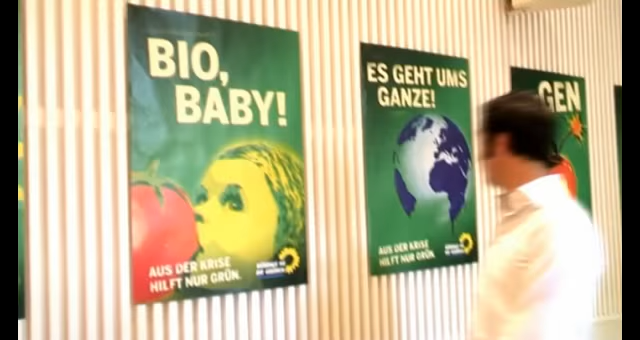 BIO,
BABY!
AUS DER KRISE
HILFT NUR GRÜN.
ES GEHT UMS
GANZE!
AUS DER KRISE
HILFT NUR GRÜN.
GEN